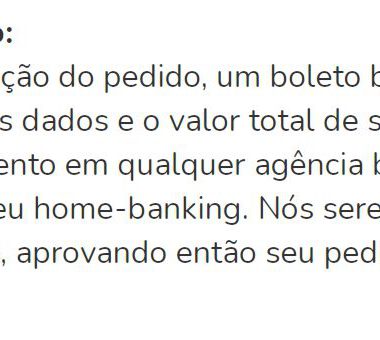 o:
ção do pedido, um boleto b
s dados e o valor total de s
ento em qualquer agência b
eu home-banking. Nós sere
, aprovando então seu ped